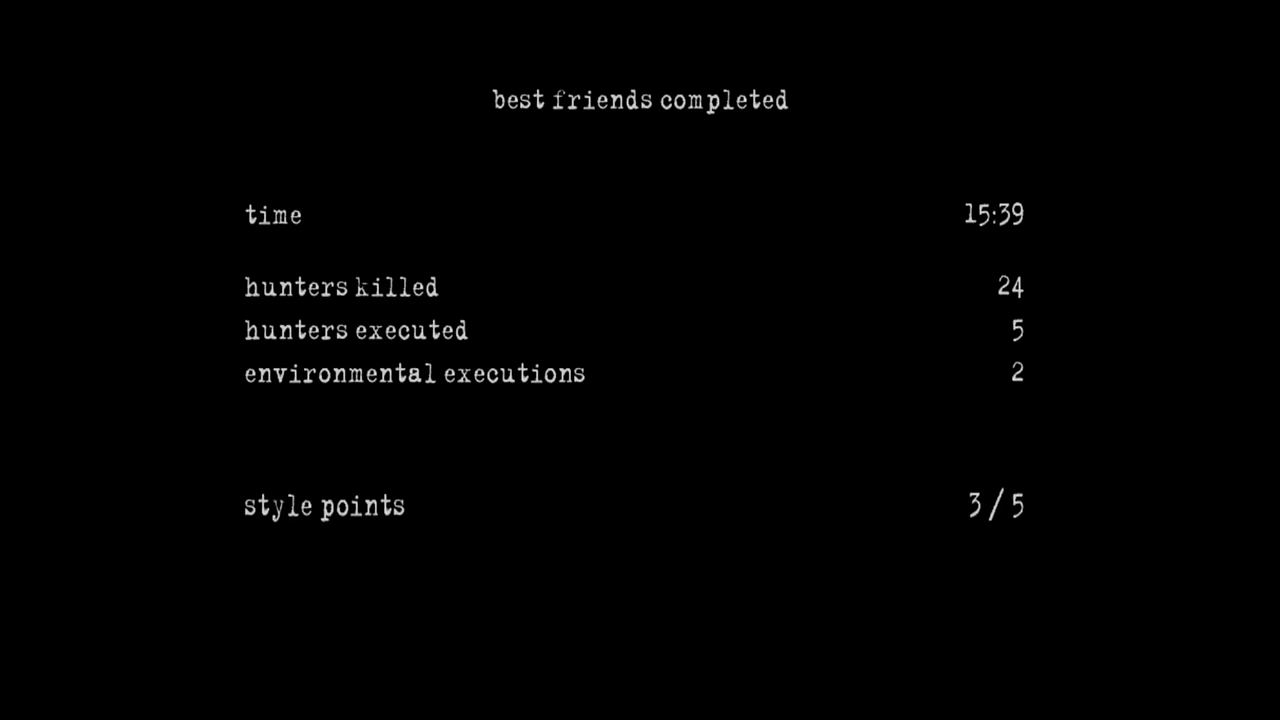 best friends completed
time 15:39
hunters killed 24
hunters executed 5
environmental executions 2
style points 3 / 5